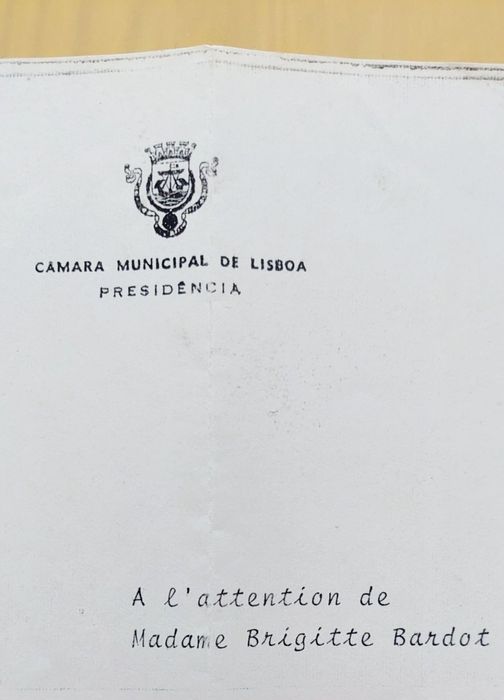 CÂMARA MUNICIPAL DE LISBOA
PRESIDÊNCIA
A l'attention de
Madame Brigitte Bardot